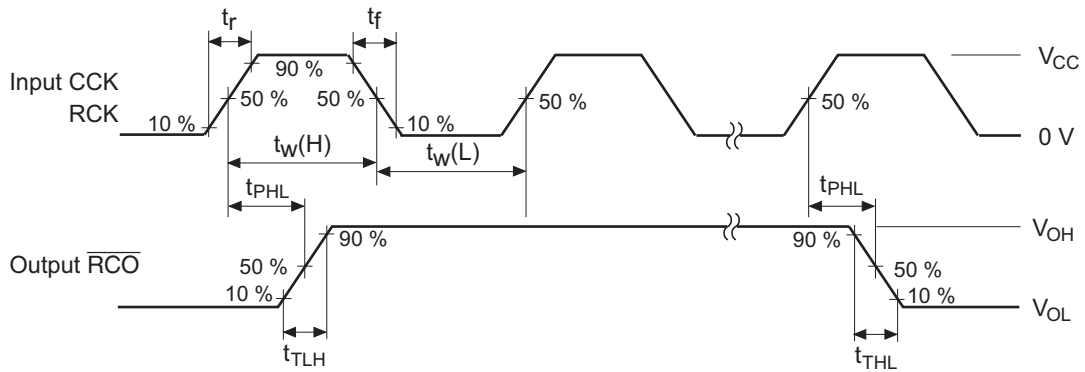 tr
tf
VCC
90 %
Input CCK
50 %
50 %
50 %
50 %
RCK
10 %
10 %
0 V
tW(H)
tW(L)
tPHL
tPHL
VOH
90 %
90 %
Output RCO
50 %
50 %
10 %
10 %
VOL
tTLH
tTHL